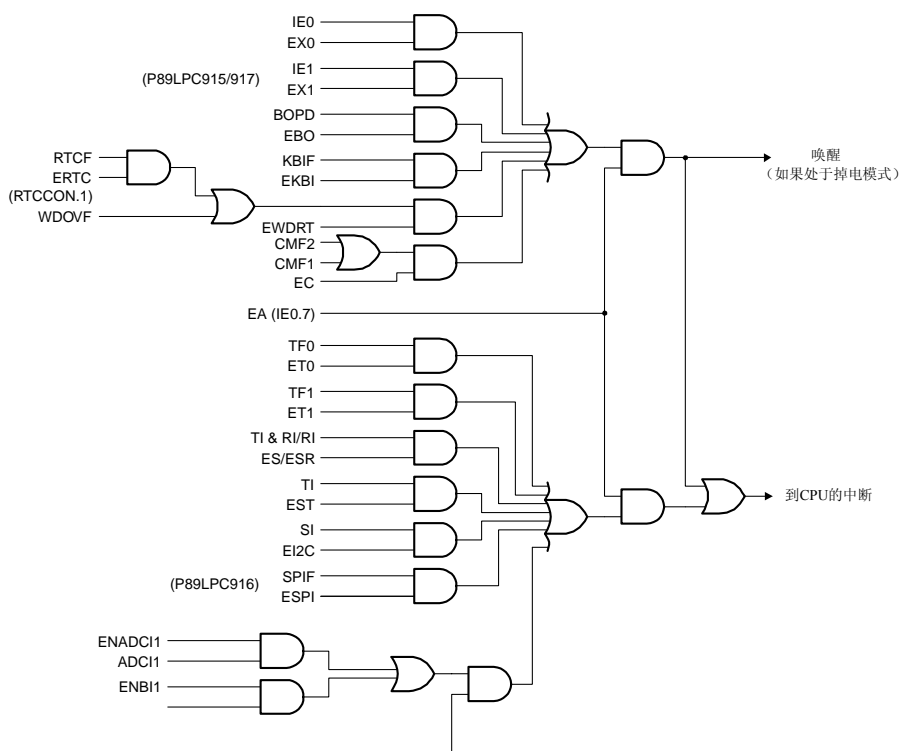 IE0
EX0
(P89LPC915/917)
IE1
EX1
BOPD
EBO
KBIF
EKBI
RTCF
ERTC
(RTCCON.1)
WDOVF
EWDRT
CMF2
CMF1
EC
唤醒
（如果处于掉电模式）
EA (IE0.7)
TF0
ET0
TF1
ET1
TI & RI/RI
ES/ESR
TI
EST
到CPU的中断
SI
EI2C
(P89LPC916)
SPIF
ESPI
ENADCI1
ADCI1
ENBI1